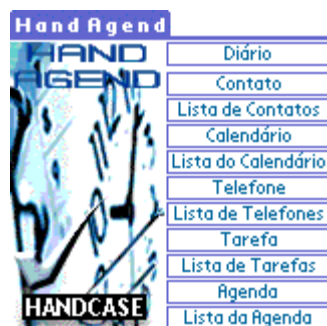 Hand Agend
HAND
AGEND
Diário
Contato
Lista de Contatos
Calendário
Lista do Calendário
Telefone
Lista de Telefones
Tarefa
Lista de Tarefas
Agenda
Lista da Agenda
HANDCASE